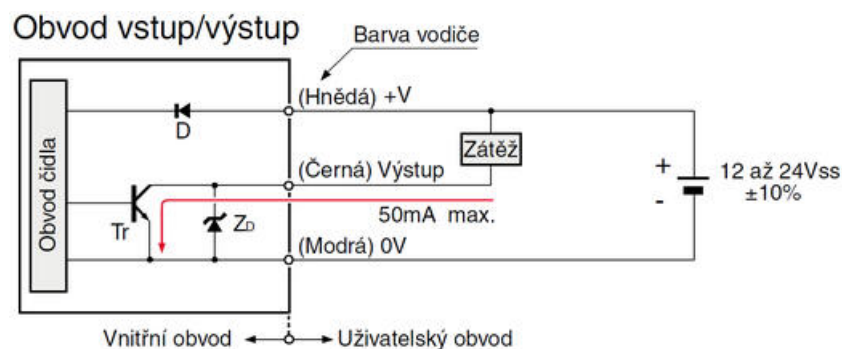 Obvod vstup/výstup
Barva vodiče
(Hnědá) +V
D
Zátěž
(Černá) Výstup
+
12 až 24Vss
-
±10%
Obvod čidla
50mA max.
Tr
ZD
(Modrá) 0V
Vnitřní obvod
Uživatelský obvod